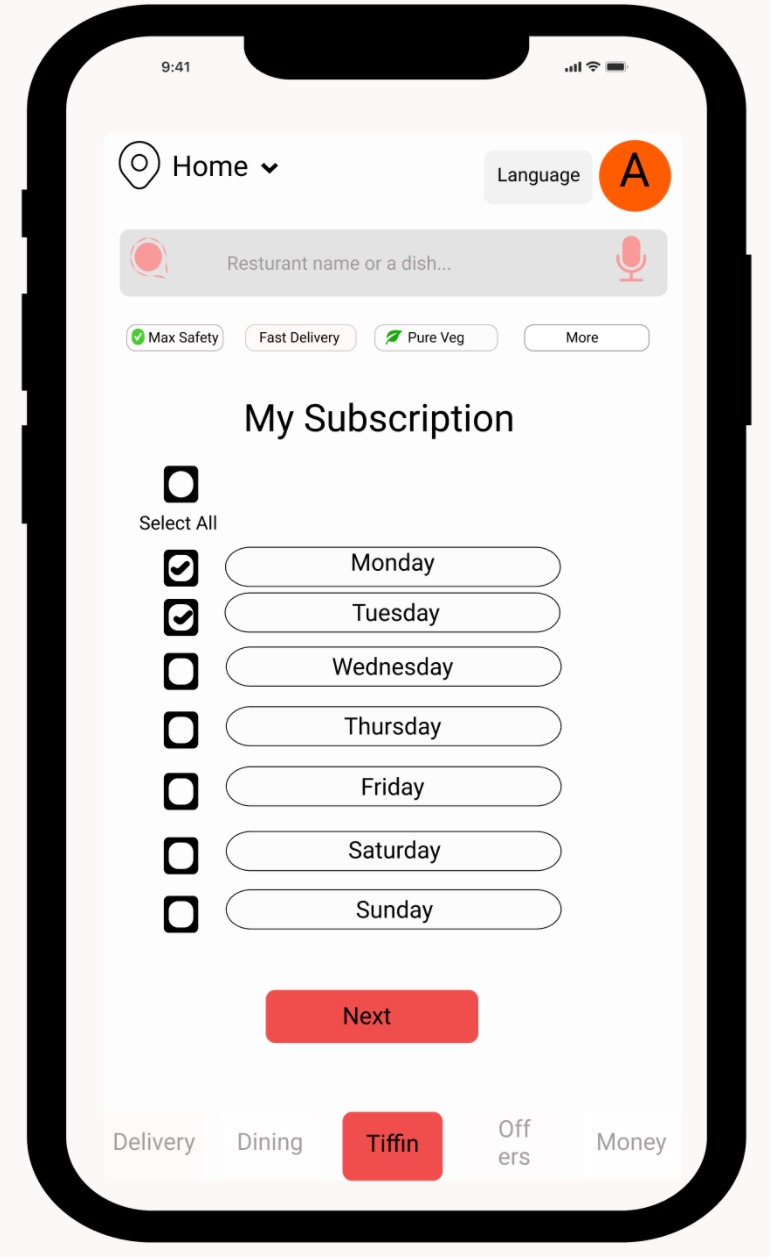 9:41
Home
Language
A
Resturant name or a dish...
Max Safety
Fast Delivery
Pure Veg
More
My Subscription
Select All
Monday
Tuesday
Wednesday
Thursday
Friday
Saturday
Sunday
Next
Delivery
Dining
Tiffin
Off
ers
Money